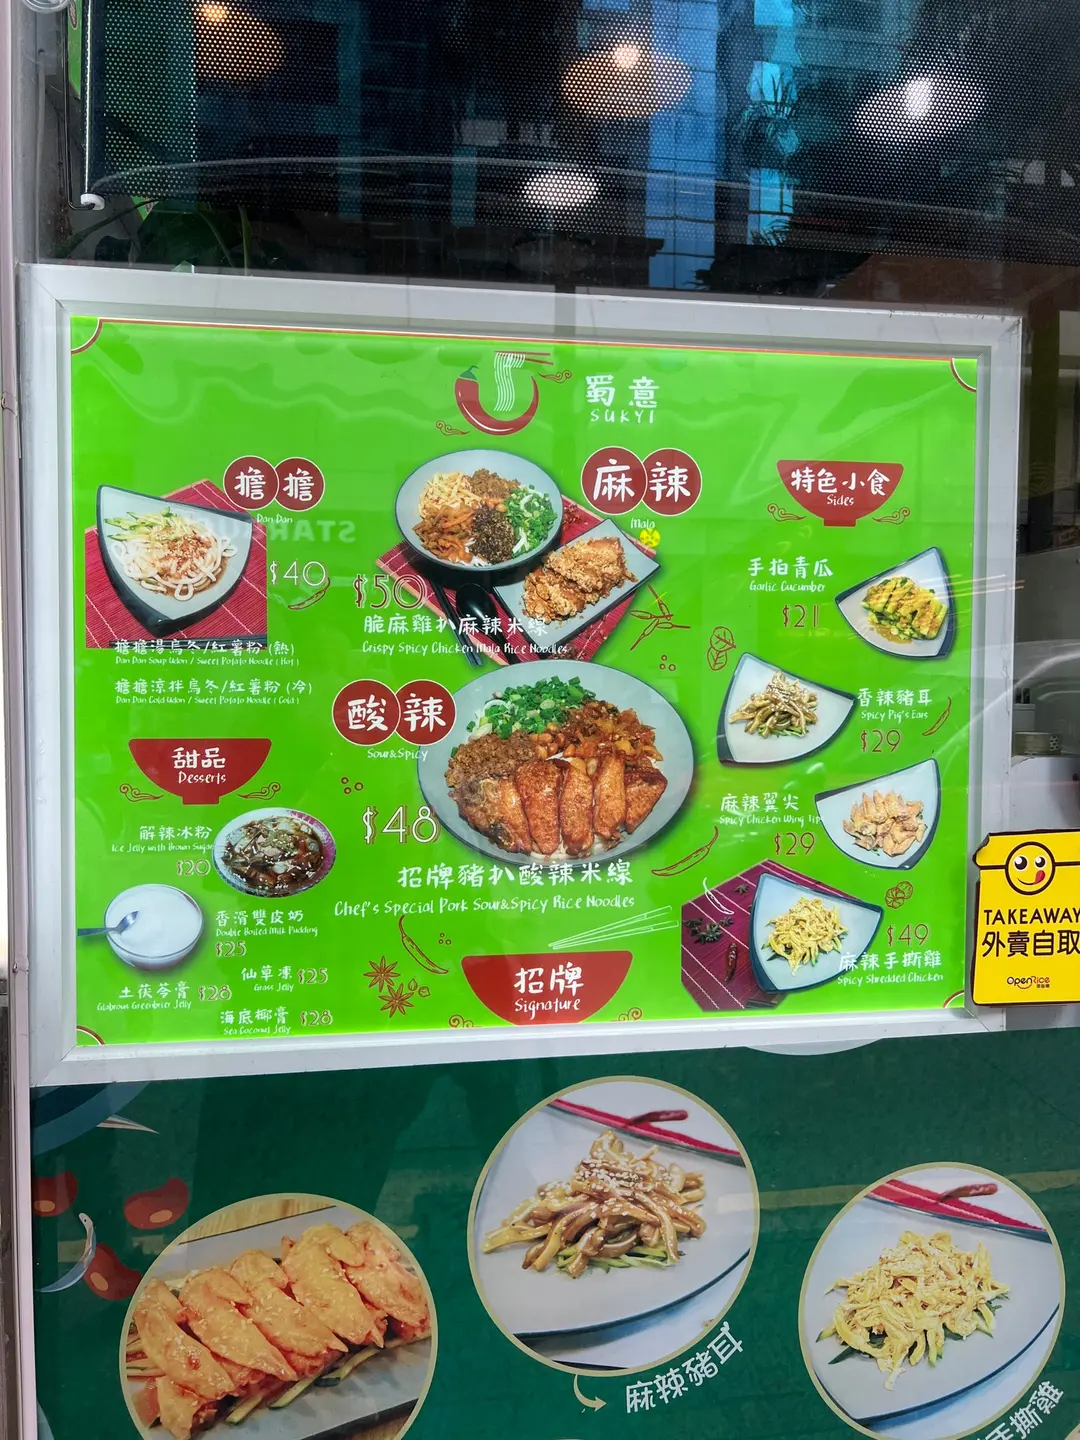 蜀意
SUKYI
擔擔
Dan Dan
$40
擔擔湯烏冬/紅薯粉(熱)
Dan Dan Soup Udon / Sweet Potato Noodle ( Hot )
擔擔涼拌烏冬/紅薯粉(冷)
Dan Dan Cold Udon / Sweet Potato Noodle ( Cold )
麻辣
Mala
$50
脆麻雞扒麻辣米線
Crispy Spicy Chicken Mala Rice Noodles
酸辣
Sour&Spicy
$48
招牌豬扒酸辣米線
Chef's Special Pork Sour&Spicy Rice Noodles
招牌
Signature
特色小食
Sides
手拍青瓜
Garlic Cucumber
$21
香辣豬耳
Spicy Pig's Ears
$29
麻辣翼尖
Spicy Chicken Wing Tip
$29
$49
麻辣手撕雞
Spicy Shredded Chicken
甜品
Desserts
解辣冰粉
Ice Jelly with Brown Sugar
$20
香滑雙皮奶
Double Boiled Milk Pudding
$25
仙草凍 $25
Grass Jelly
土茯苓膏 $28
Glabrous Greenbrier Jelly
海底椰膏 $28
Sea Coconut Jelly
TAKEAWAY
外賣自取
OpenRice
麻辣豬耳
手撕雞